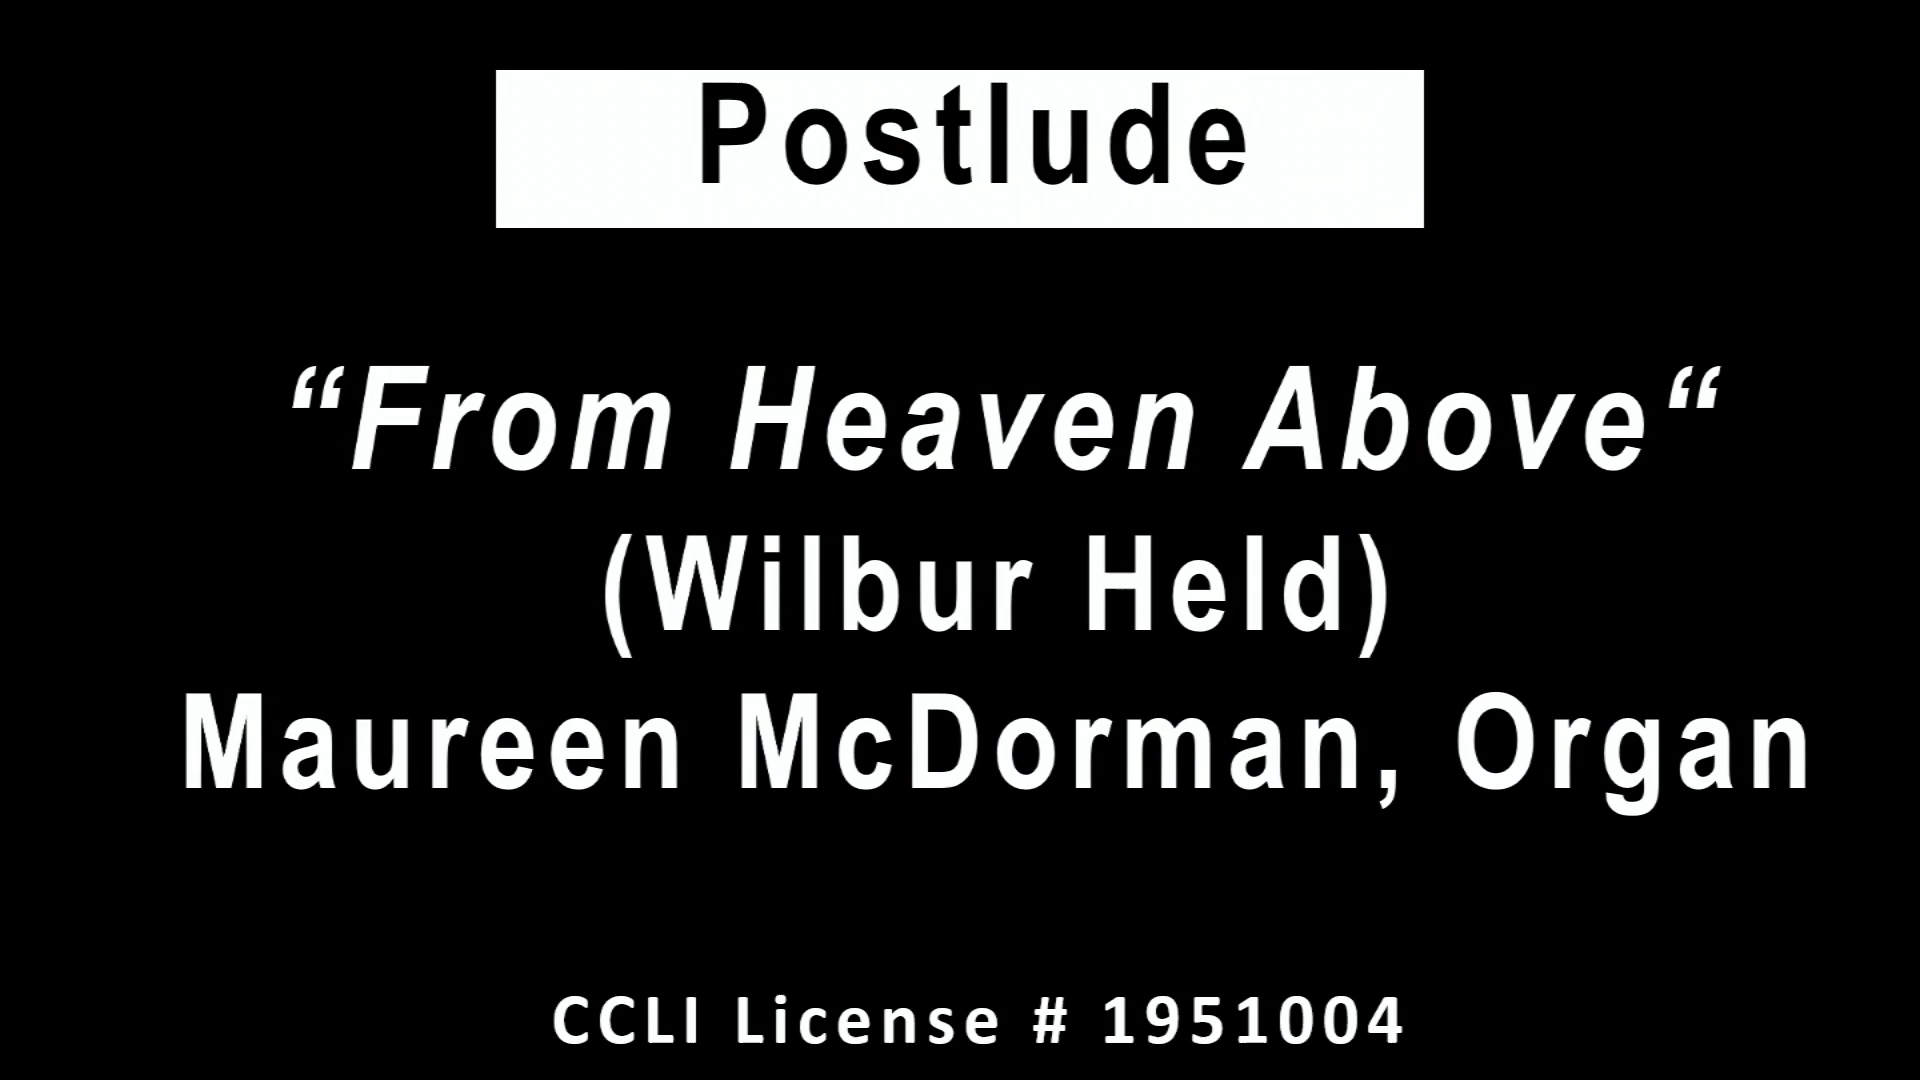 Postlude
“From Heaven Above“
(Wilbur Held)
Maureen McDorman, Organ
CCLI License # 1951004